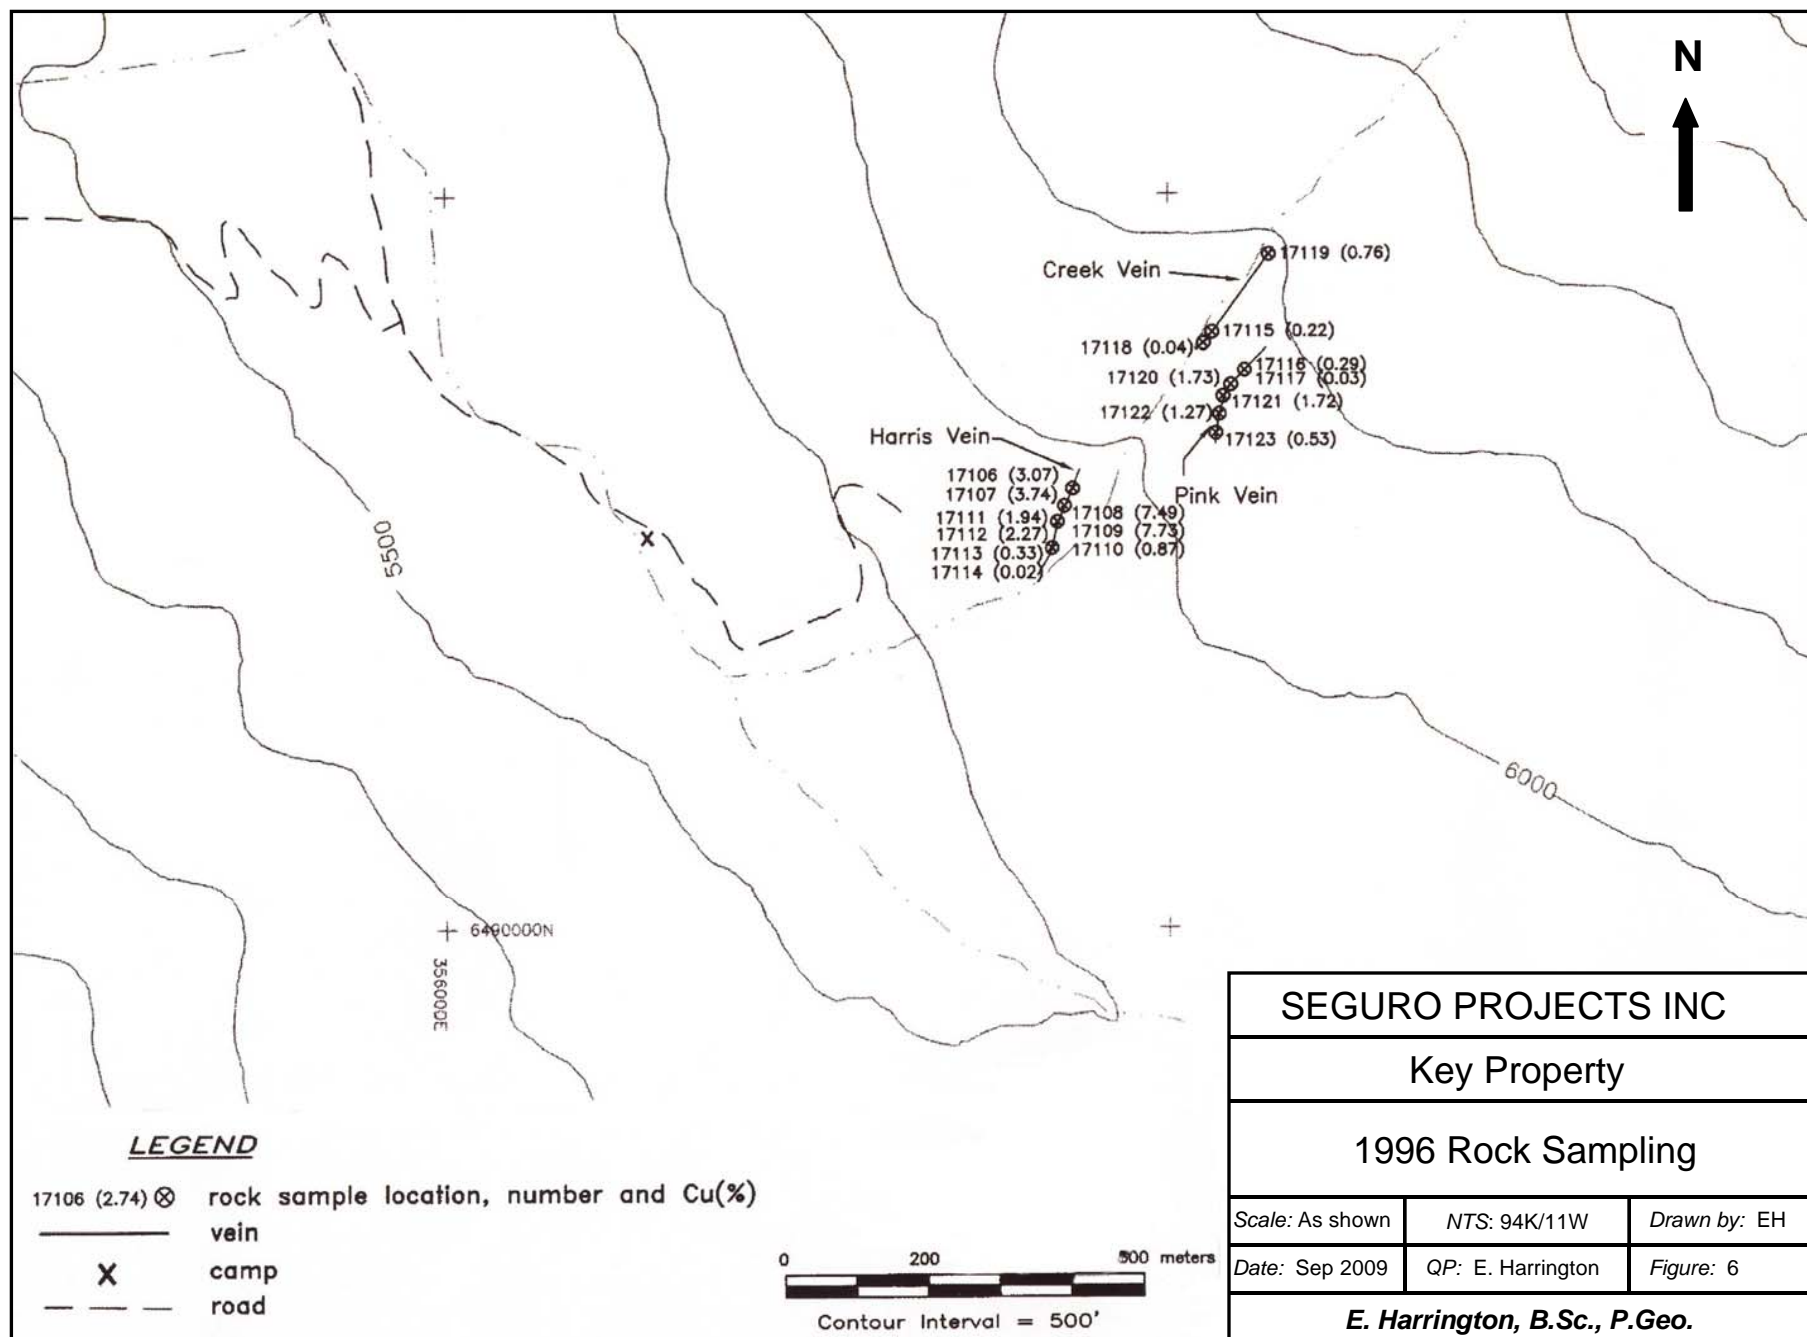 N
17119 (0.76)
Creek Vein
17115 (0.22)
17118 (0.04)
17116 (0.29)
17120 (1.73)
17117 (0.03)
17121 (1.72)
17122 (1.27)
17123 (0.53)
Harris Vein
17106 (3.07)
17107 (3.74)
Pink Vein
17108 (7.49)
17111 (1.94)
17109 (7.73)
17112 (2.27)
17110 (0.87)
17113 (0.33)
17114 (0.02)
5500
6000
6490000N
356000E
SEGURO PROJECTS INC
Key Property
1996 Rock Sampling
Scale: As shown NTS: 94K/11W Drawn by: EH
Date: Sep 2009 QP: E. Harrington Figure: 6
E. Harrington, B.Sc., P.Geo.
LEGEND
17106 (2.74) rock sample location, number and Cu(%)
vein
X camp
road
0 200 500 meters
Contour Interval = 500'